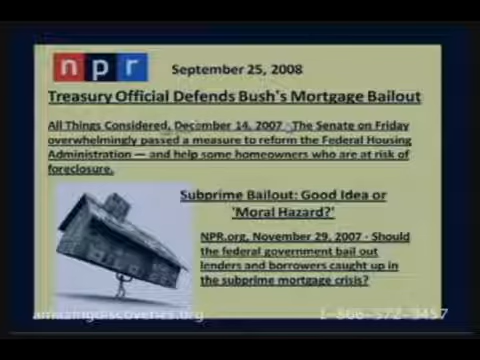 npr
September 25, 2008
Treasury Official Defends Bush's Mortgage Bailout
All Things Considered, December 14, 2007 - The Senate on Friday
overwhelmingly passed a measure to reform the Federal Housing
Administration — and help some homeowners who are at risk of
foreclosure.
Subprime Bailout: Good Idea or
'Moral Hazard?'
NPR.org, November 29, 2007 - Should
the federal government bail out
lenders and borrowers caught up in
the subprime mortgage crisis?
amazingdiscoveries.org
1-866-572-3457